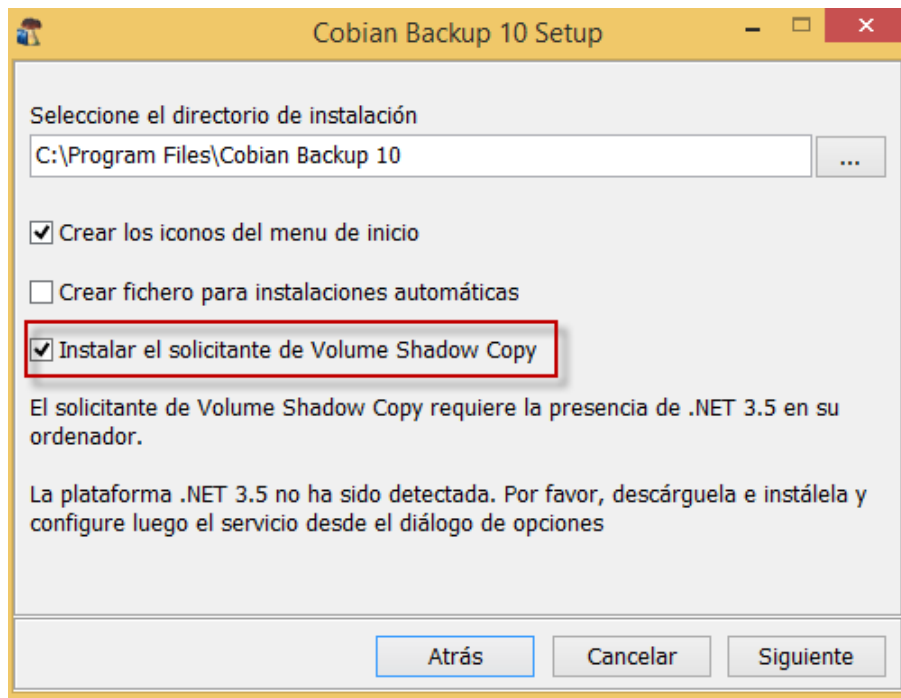 Cobian Backup 10 Setup
Seleccione el directorio de instalación
C:\Program Files\Cobian Backup 10
...
Crear los iconos del menu de inicio
Crear fichero para instalaciones automáticas
Instalar el solicitante de Volume Shadow Copy
El solicitante de Volume Shadow Copy requiere la presencia de .NET 3.5 en su
ordenador.
La plataforma .NET 3.5 no ha sido detectada. Por favor, descárguela e instálela y
configure luego el servicio desde el diálogo de opciones
Atrás
Cancelar
Siguiente